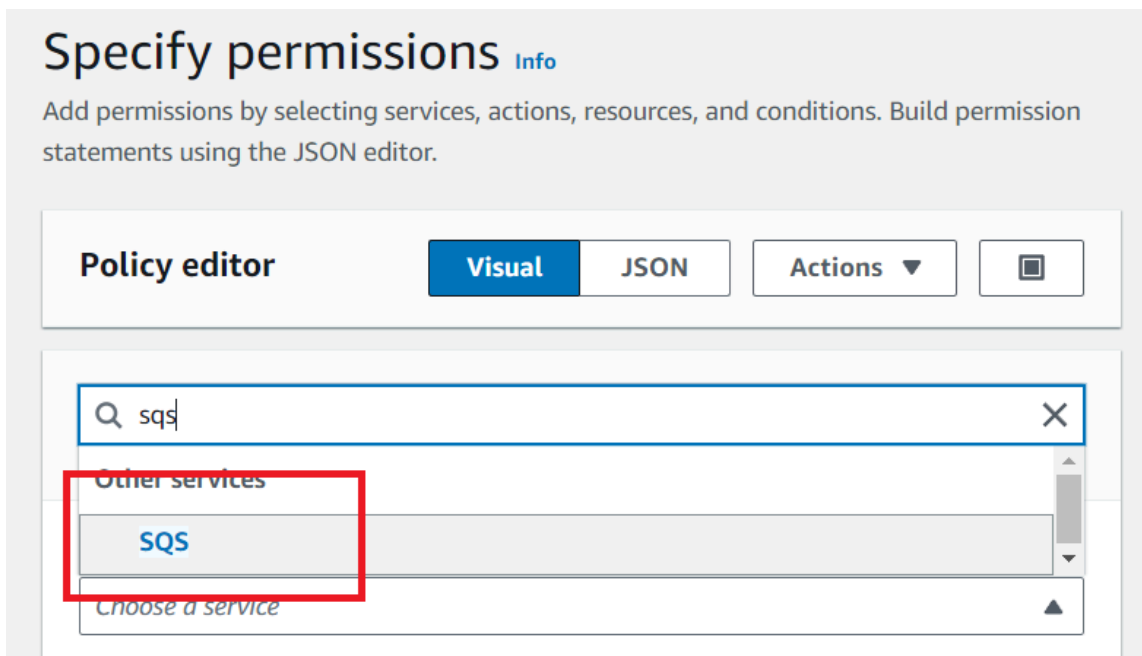 Specify permissions Info
Add permissions by selecting services, actions, resources, and conditions. Build permission
statements using the JSON editor.
Policy editor
Visual
JSON
Actions
sqs
Other services
SQS
Choose a service